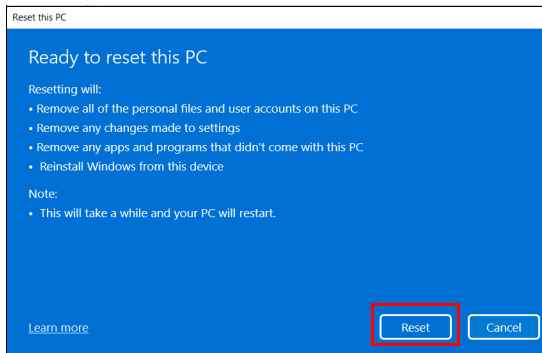 Reset this PC
Ready to reset this PC
Resetting will:
• Remove all of the personal files and user accounts on this PC
• Remove any changes made to settings
• Remove any apps and programs that didn't come with this PC
• Reinstall Windows from this device
Note:
• This will take a while and your PC will restart.
Learn more
Reset
Cancel